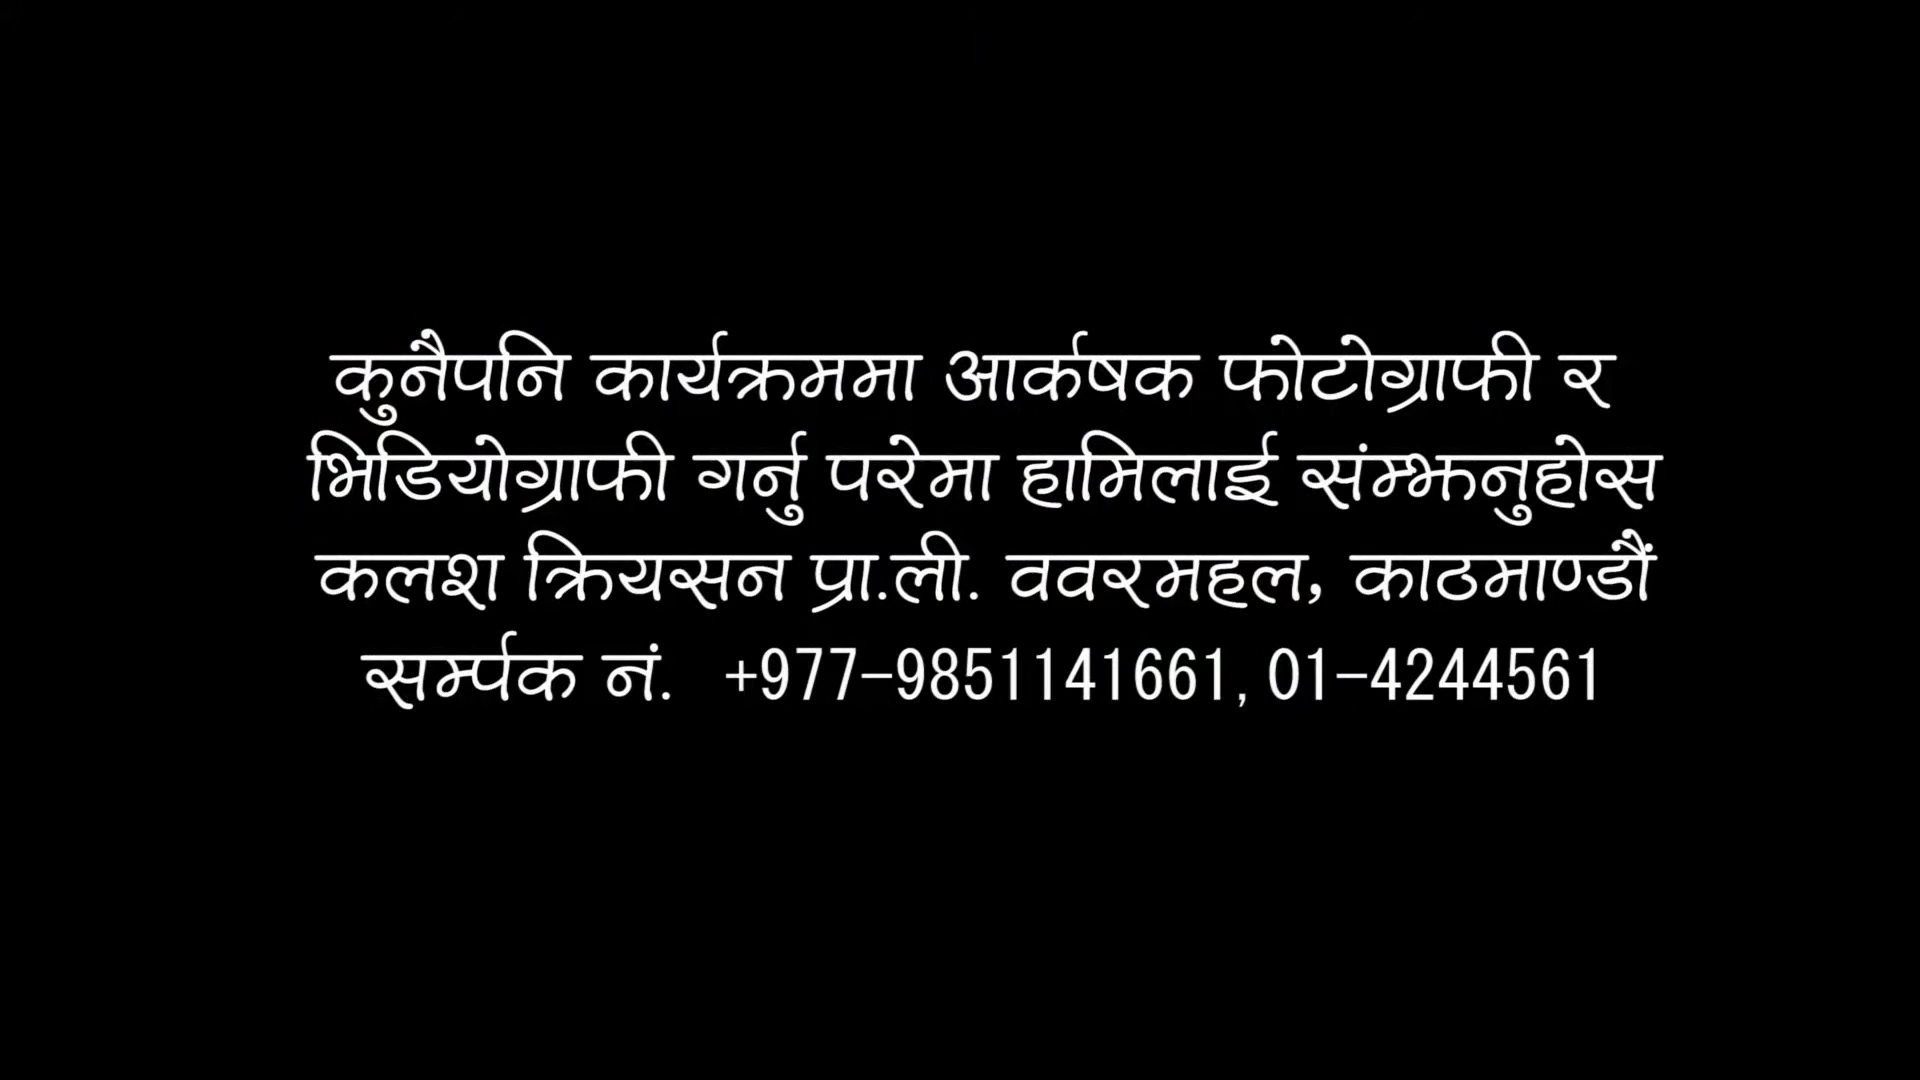 कुनैपनि कार्यक्रममा आर्कषक फोटोग्राफी र
भिडियोग्राफी गर्नु परेमा हामिलाई संम्झनुहोस
कलश क्रियसन प्रा.ली. ववरमहल, काठमाण्डौं
सर्म्पक नं. +977-9851141661, 01-4244561